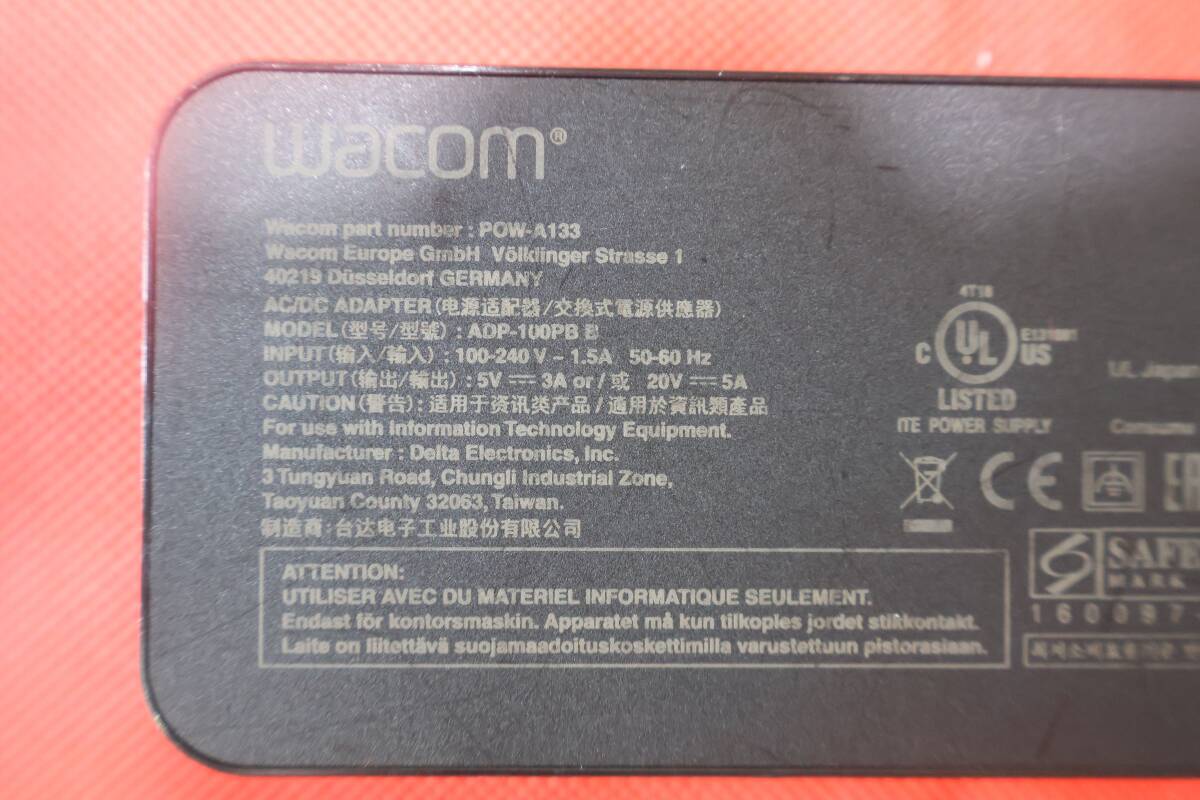 wacom®
Wacom part number : POW-A133
Wacom Europe GmbH Völklinger Strasse 1
40219 Düsseldorf GERMANY
AC/DC ADAPTER (电源适配器/交換式電源供應器)
MODEL (型号/型號) : ADP-100PB B
INPUT (输入/輸入) : 100-240 V ~ 1.5A 50-60 Hz
OUTPUT (输出/輸出) : 5V ⎓ 3A or / 或 20V ⎓ 5A
CAUTION (警告) : 适用于资讯类产品 / 適用於資訊類產品
For use with Information Technology Equipment.
Manufacturer : Delta Electronics, Inc.
3 Tungyuan Road, Chungli Industrial Zone,
Taoyuan County 32063, Taiwan.
制造商: 台达电子工业股份有限公司
ATTENTION:
UTILISER AVEC DU MATERIEL INFORMATIQUE SEULEMENT.
Endast för kontorsmaskin. Apparatet må kun tilkoples jordet stikkontakt.
Laite on liitettävä suojamaadoituskoskettimilla varustettuun pistorasiaan.
4T18
C UL US
LISTED
ITE POWER SUPPLY
UL Japan
CE
SAFE
MARK
160097